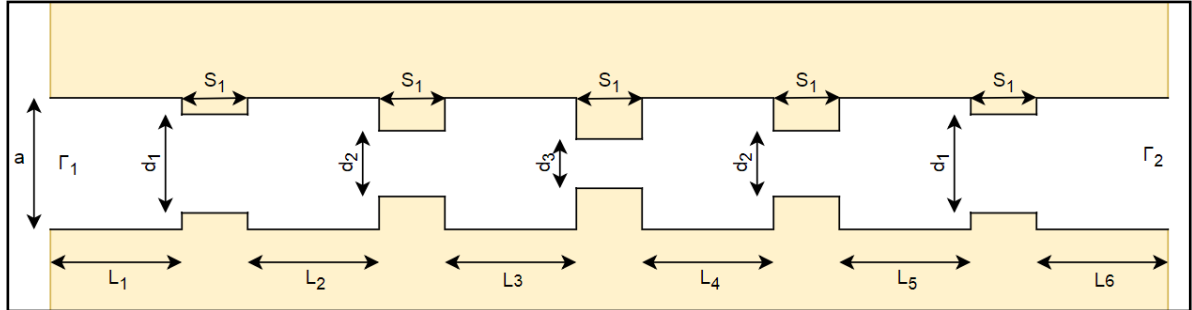 S₁ S₁ S₁ S₁ S₁
a Γ₁ d₁ d₂ d₃ d₂ d₁ Γ₂
L₁ L₂ L3 L₄ L₅ L6